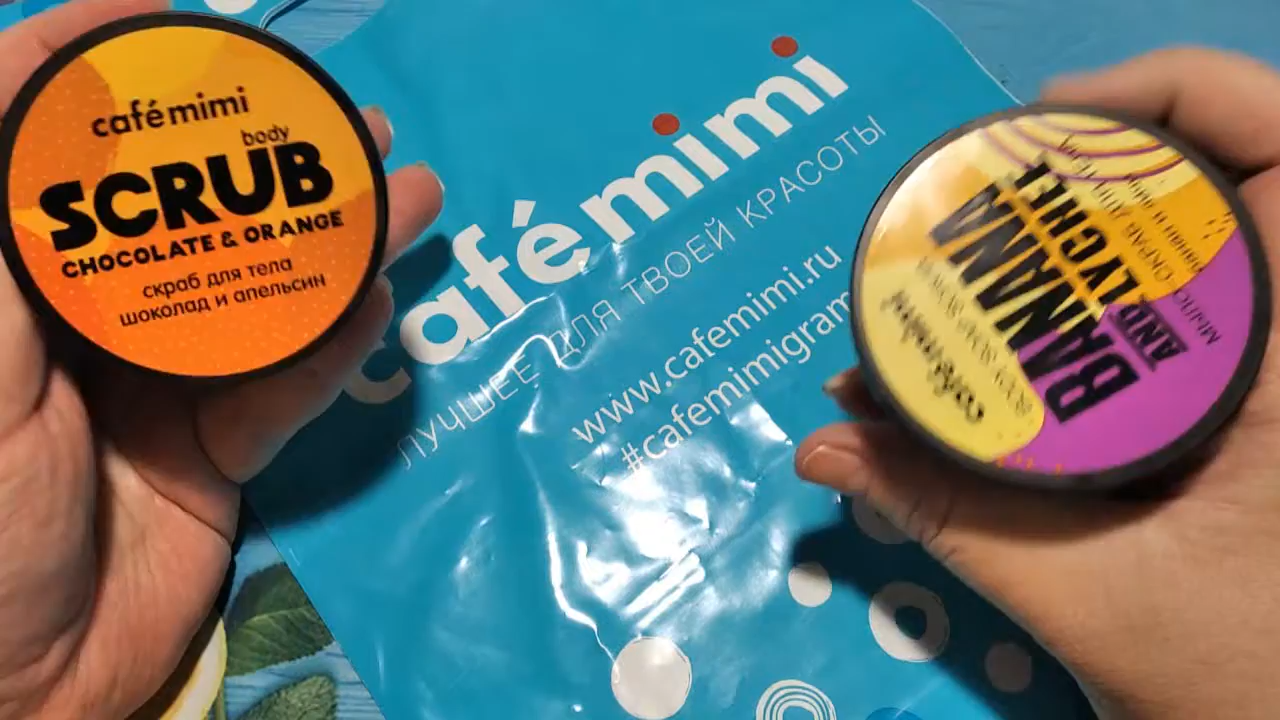 café mimi
body
SCRUB
CHOCOLATE & ORANGE
скраб для тела
шоколад и апельсин
café mimi
ЛУЧШЕЕ ДЛЯ ТВОЕЙ КРАСОТЫ
www.cafemimi.ru
#cafemimigram
café mimi
BANANA
AND LYCHEE